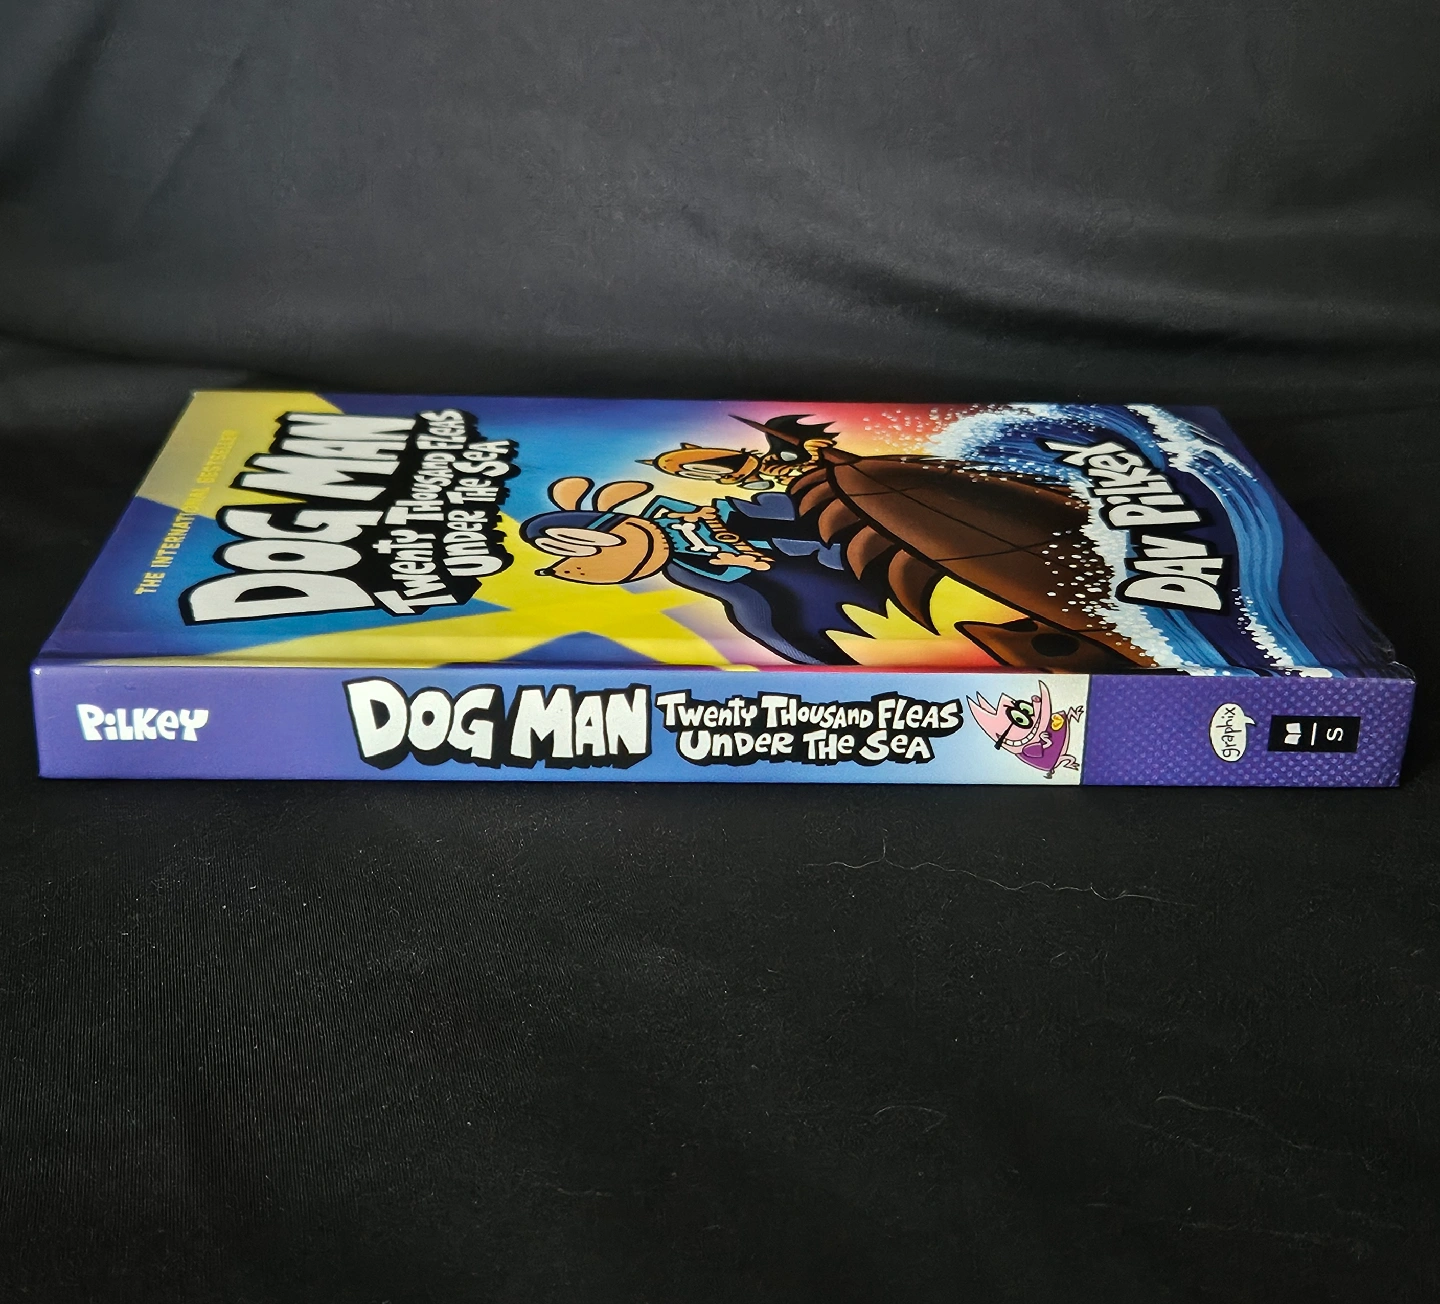 THE INTERNATIONAL BESTSELLER
DOG MAN
Twenty Thousand Fleas
Under The Sea
DAV PiLKEY
PiLKEY
DOG MAN
Twenty Thousand Fleas
Under The Sea
graphix
S